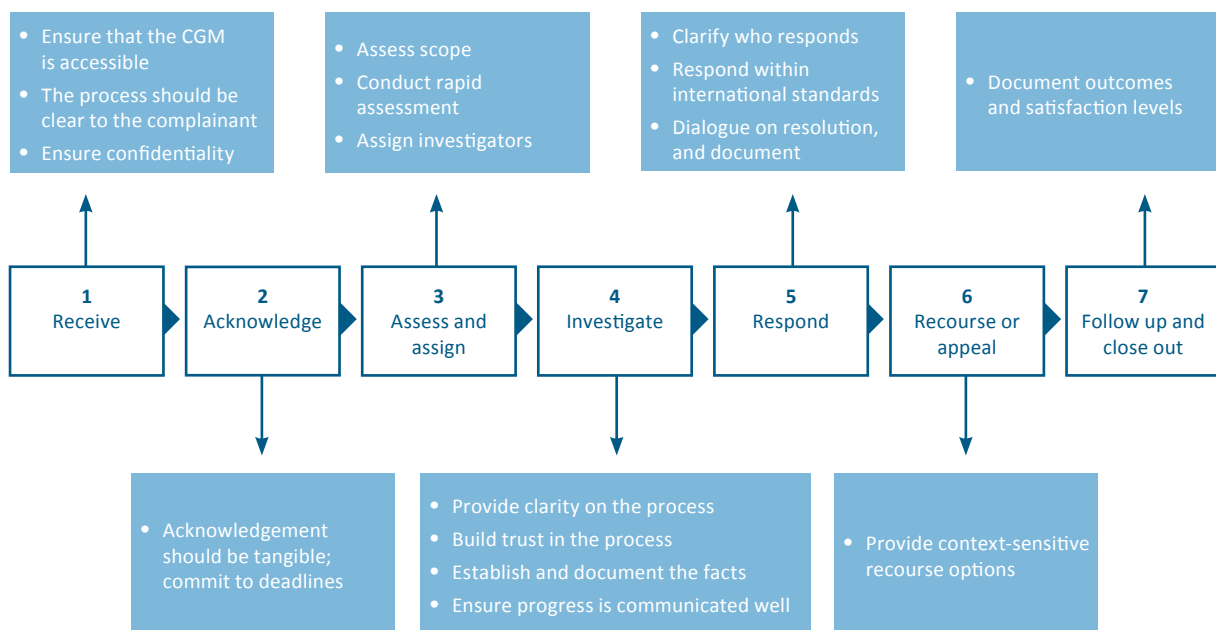 • Ensure that the CGM
is accessible
• The process should be
clear to the complainant
• Ensure confidentiality
• Assess scope
• Conduct rapid
assessment
• Assign investigators
• Clarify who responds
• Respond within
international standards
• Dialogue on resolution,
and document
• Document outcomes
and satisfaction levels
1
Receive
2
Acknowledge
3
Assess and
assign
4
Investigate
5
Respond
6
Recourse or
appeal
7
Follow up and
close out
• Acknowledgement
should be tangible;
commit to deadlines
• Provide clarity on the process
• Build trust in the process
• Establish and document the facts
• Ensure progress is communicated well
• Provide context-sensitive
recourse options